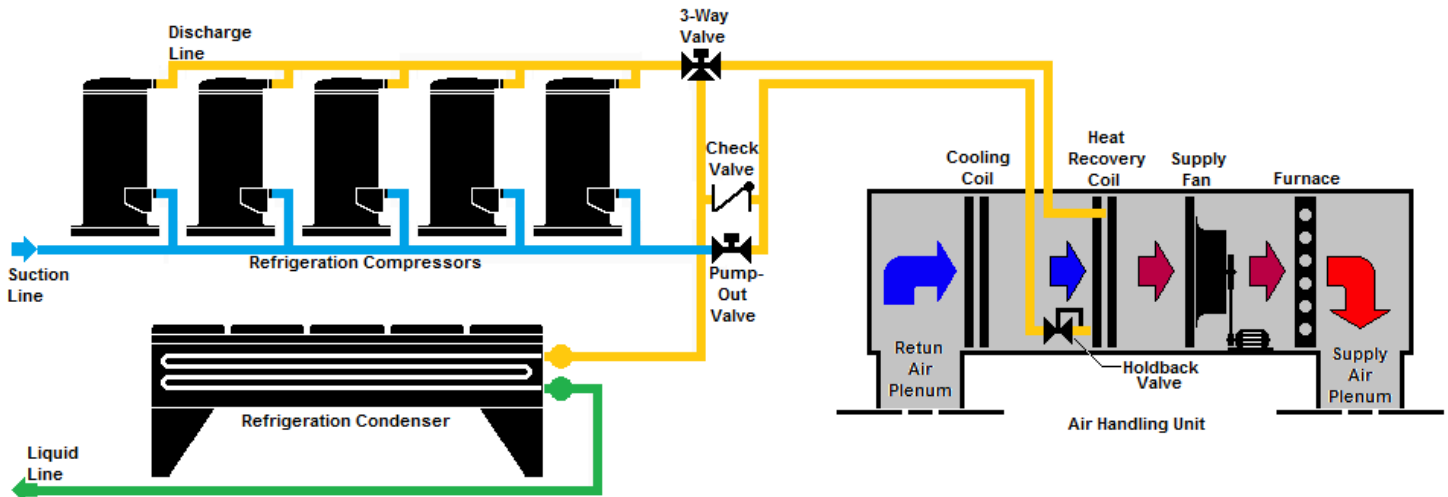 Discharge
Line
3-Way
Valve
Check
Valve
Suction
Line
Refrigeration Compressors
Pump-
Out
Valve
Refrigeration Condenser
Liquid
Line
Cooling
Coil
Heat
Recovery
Coil
Supply
Fan
Furnace
Retun
Air
Plenum
Holdback
Valve
Supply
Air
Plenum
Air Handling Unit